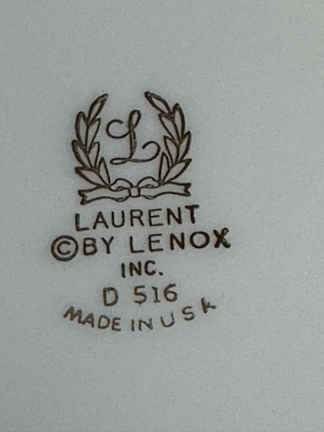 L
LAURENT
©BY LENOX
INC.
D 516
MADE IN USA